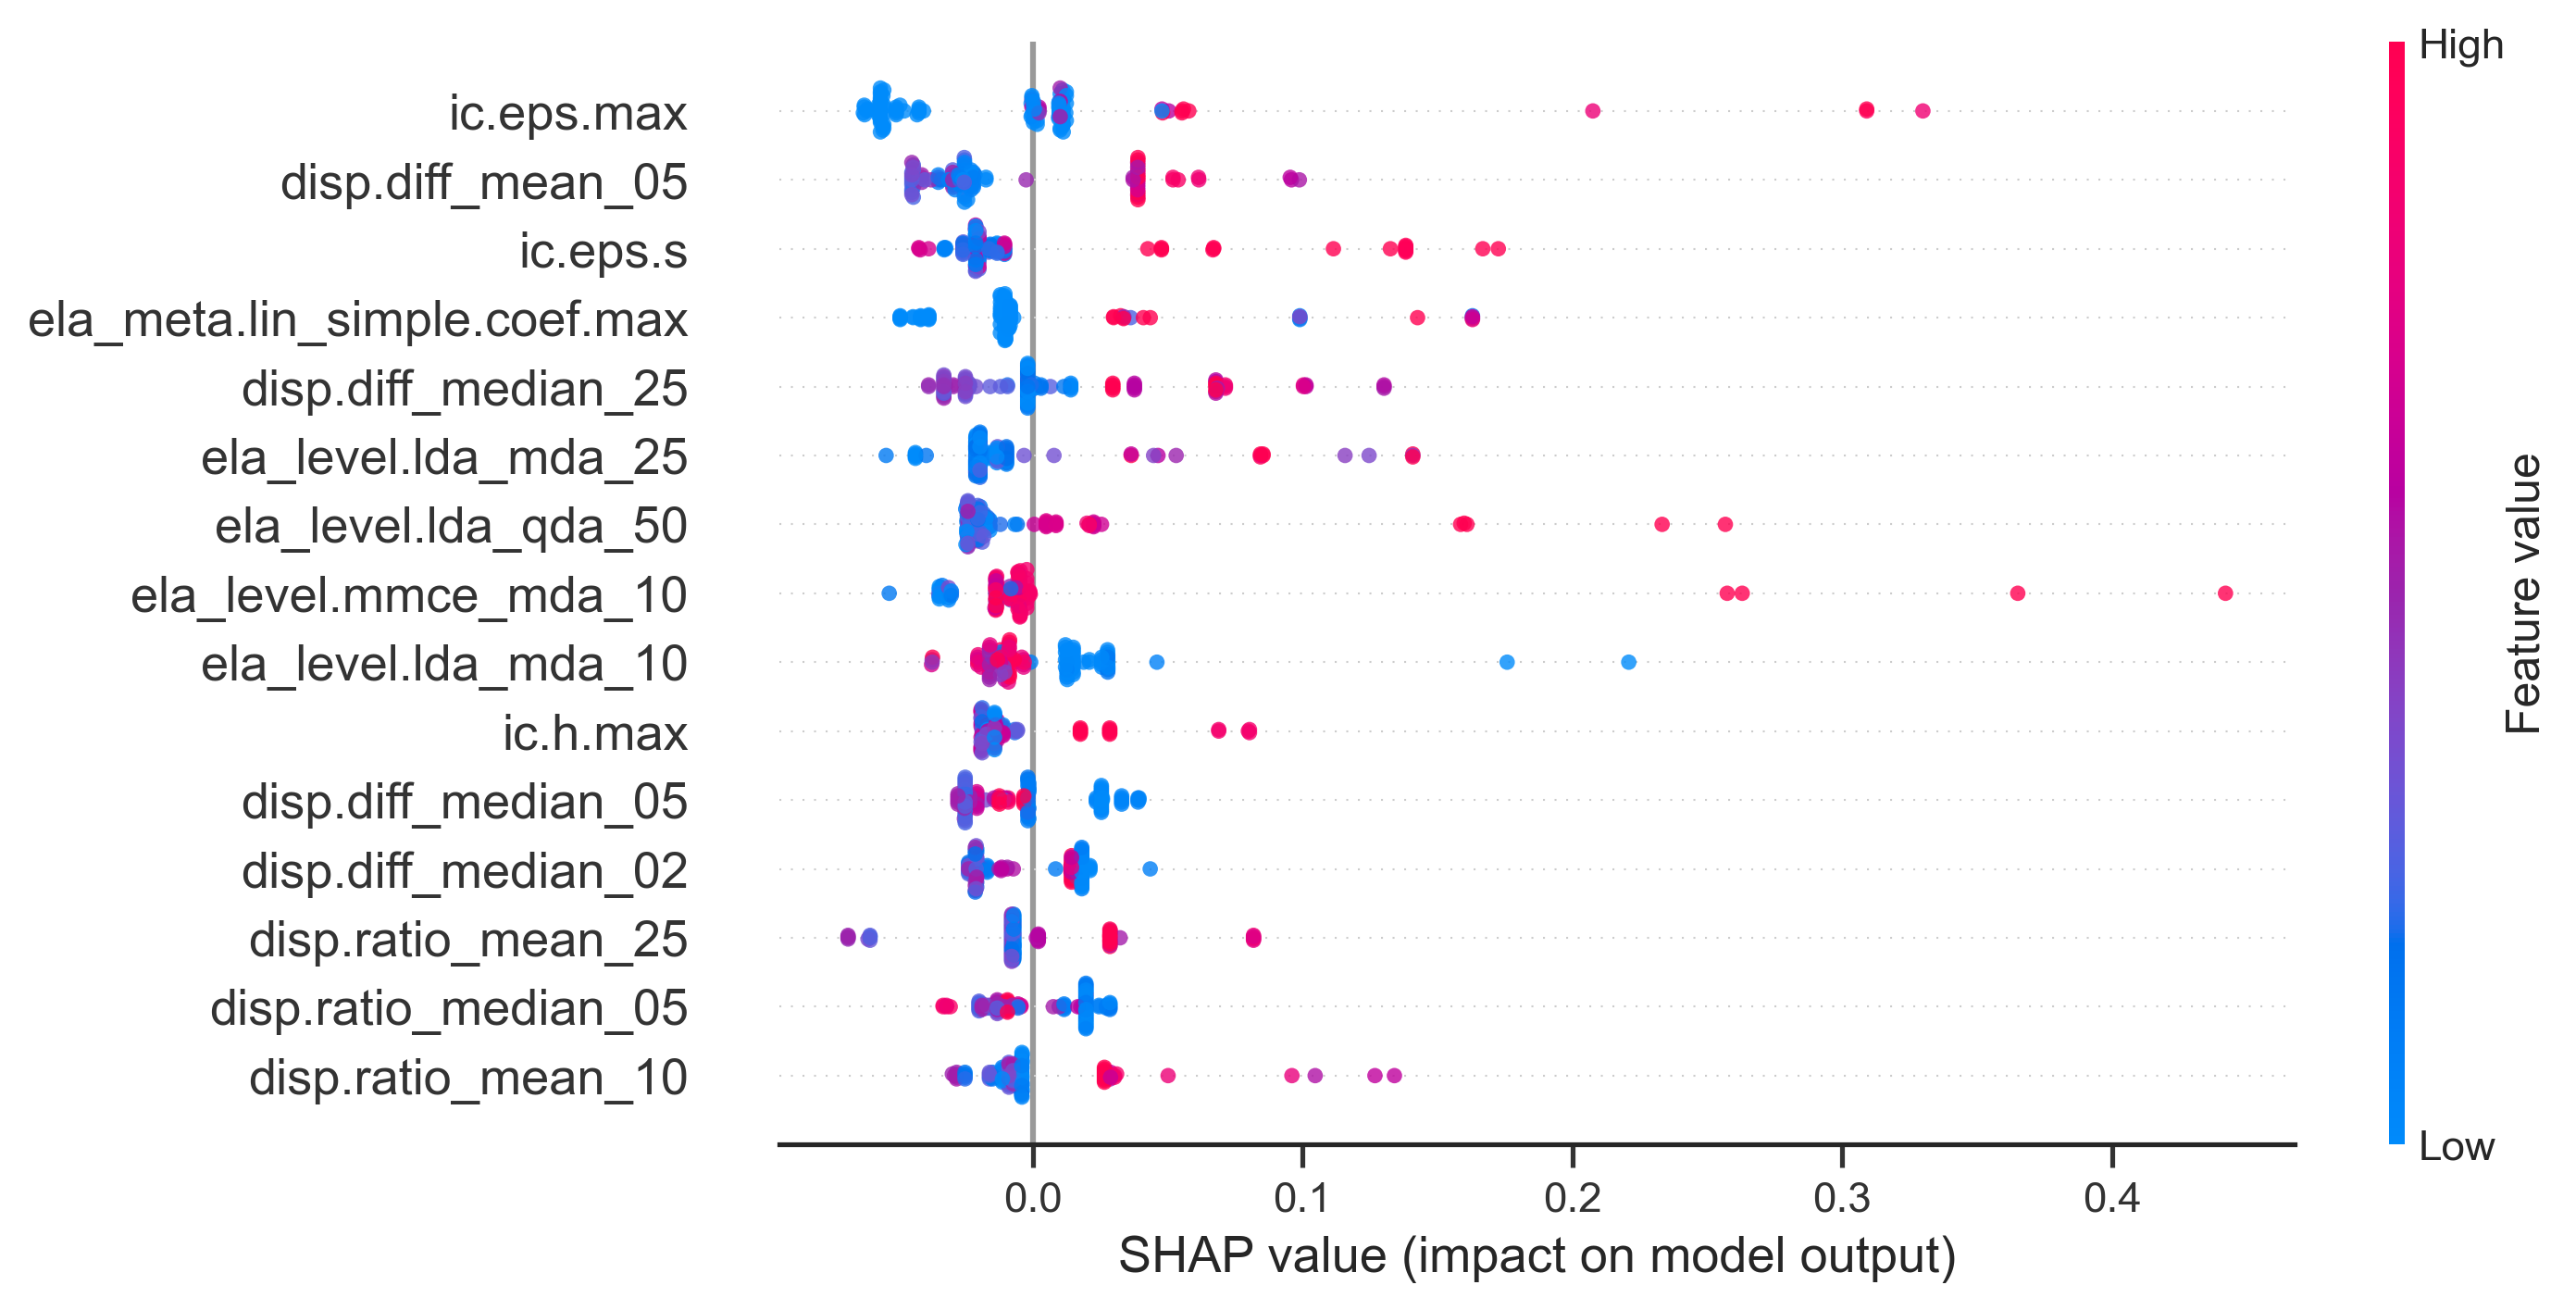 High
ic.eps.max
disp.diff_mean_05
ic.eps.s
ela_meta.lin_simple.coef.max
disp.diff_median_25
ela_level.lda_mda_25
ela_level.lda_qda_50
ela_level.mmce_mda_10
ela_level.lda_mda_10
ic.h.max
disp.diff_median_05
disp.diff_median_02
disp.ratio_mean_25
disp.ratio_median_05
disp.ratio_mean_10
Feature value
Low
0.0 0.1 0.2 0.3 0.4
SHAP value (impact on model output)